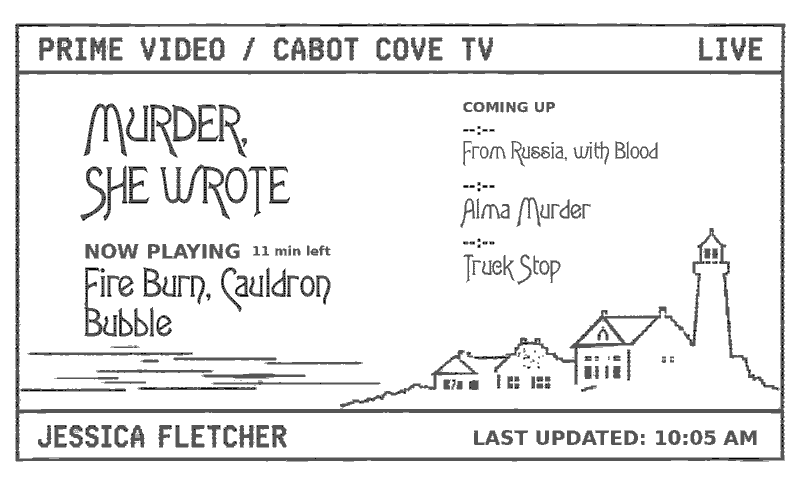 PRIME VIDEO / CABOT COVE TV
LIVE
MURDER,
SHE WROTE
NOW PLAYING 11 min left
Fire Burn, Cauldron
Bubble
COMING UP
--:--
From Russia, with Blood
--:--
Alma Murder
--:--
Truck Stop
JESSICA FLETCHER
LAST UPDATED: 10:05 AM